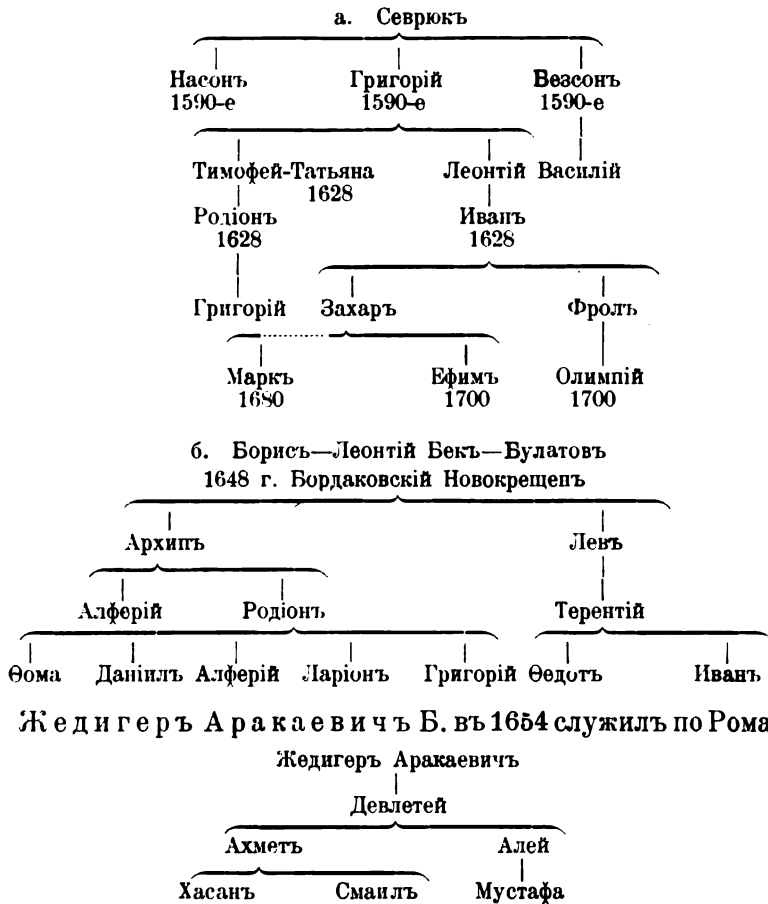 а. Севрюкъ
Насонъ Григорій Безсонъ
1590-е 1590-е 1590-е
Тимофей-Татьяна Леонтій Василій
1628
Родіонъ Иванъ
1628 1628
Григорій Захаръ Фролъ
Маркъ Ефимъ Олимпій
1680 1700 1700
б. Борисъ—Леонтій Бекъ—Булатовъ
1648 г. Бордаковскій Новокрещенъ
Архипъ Левъ
Алферій Родіонъ Терентій
Ѳома Даніилъ Алферій Ларіонъ Григорій Ѳедотъ Иванъ
Жедигеръ Аракаевичъ Б. въ 1654 служилъ по Рома
Жедигеръ Аракаевичъ
Девлетей
Ахметъ Алей
Хасанъ Смаилъ Мустафа